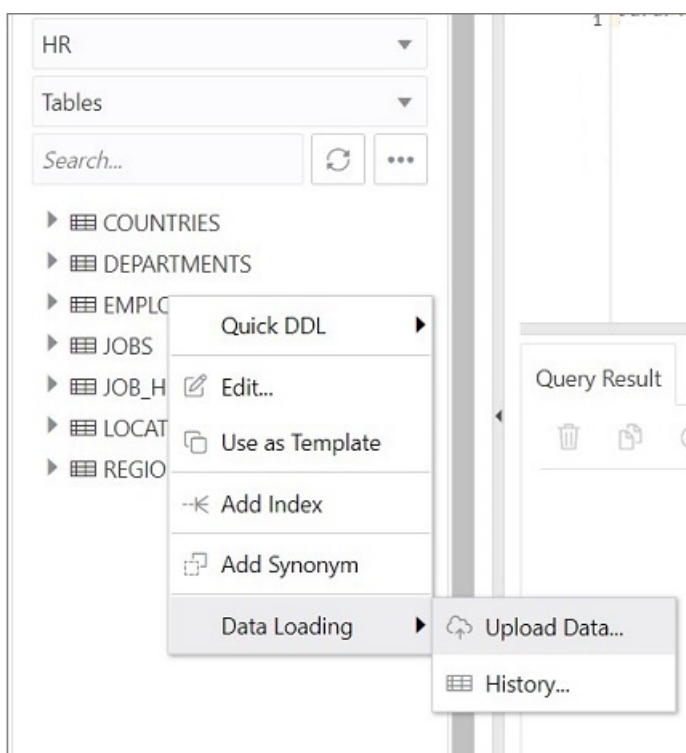 HR
Tables
Search...
COUNTRIES
DEPARTMENTS
EMPLO
JOBS
JOB_H
LOCAT
REGIO
Quick DDL
Edit...
Use as Template
Add Index
Add Synonym
Data Loading
Upload Data...
History...
1
Query Result